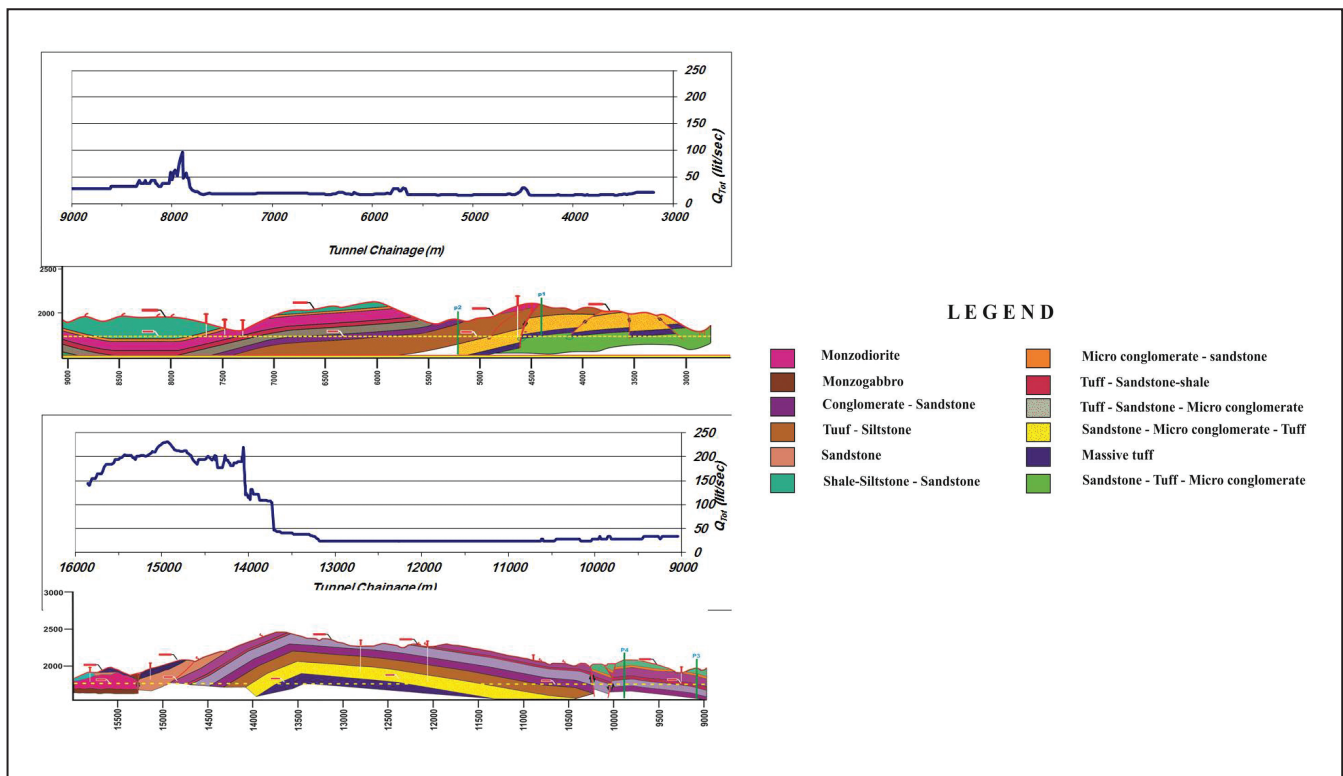 250
200
150
100
50
0
Q Tot (lit/sec)
9000 8000 7000 6000 5000 4000 3000
Tunnel Chainage (m)
2500
2000
p2
p1
9000 8500 8000 7500 7000 6500 6000 5500 5000 4500 4000 3500 3000
250
200
150
100
50
0
Q Tot (lit/sec)
16000 15000 14000 13000 12000 11000 10000 9000
Tunnel Chainage (m)
3000
2500
2000
P4
P3
15500 15000 14500 14000 13500 13000 12500 12000 11500 11000 10500 10000 9500 9000
LEGEND
Monzodiorite
Monzogabbro
Conglomerate - Sandstone
Tuuf - Siltstone
Sandstone
Shale-Siltstone - Sandstone
Micro conglomerate - sandstone
Tuff - Sandstone-shale
Tuff - Sandstone - Micro conglomerate
Sandstone - Micro conglomerate - Tuff
Massive tuff
Sandstone - Tuff - Micro conglomerate